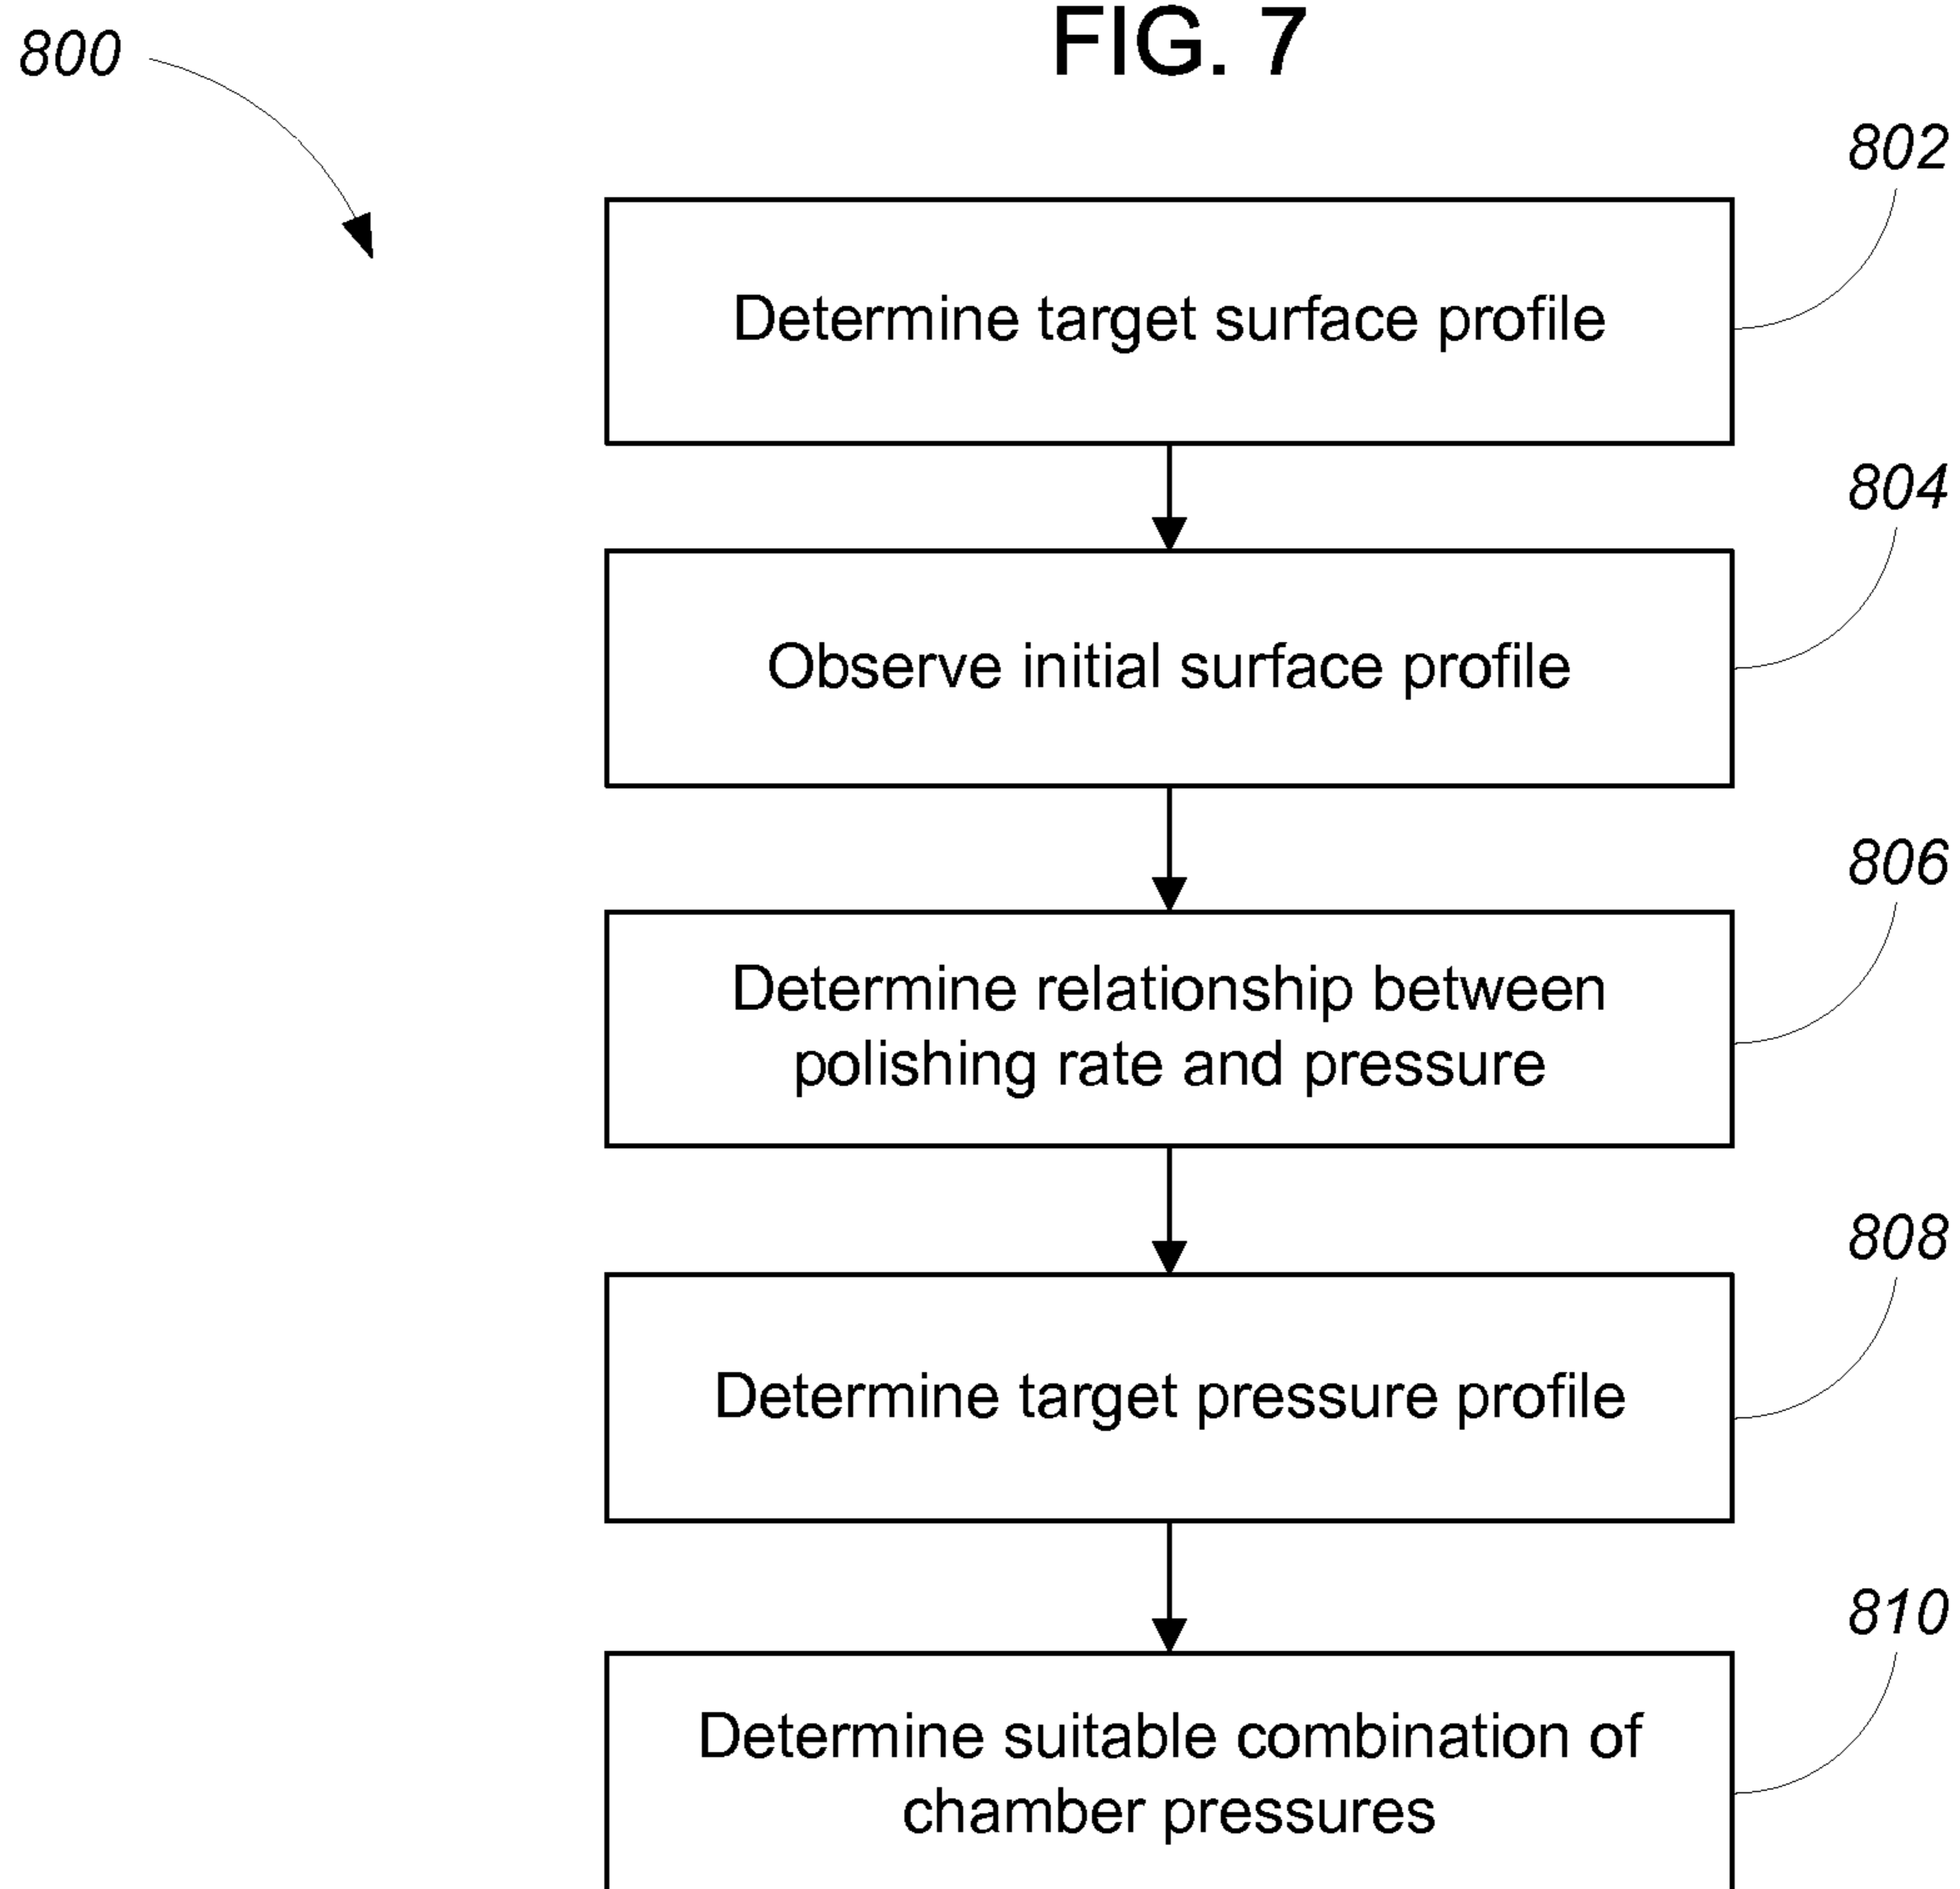 FIG. 7
800
802
Determine target surface profile
804
Observe initial surface profile
806
Determine relationship between
polishing rate and pressure
808
Determine target pressure profile
810
Determine suitable combination of
chamber pressures